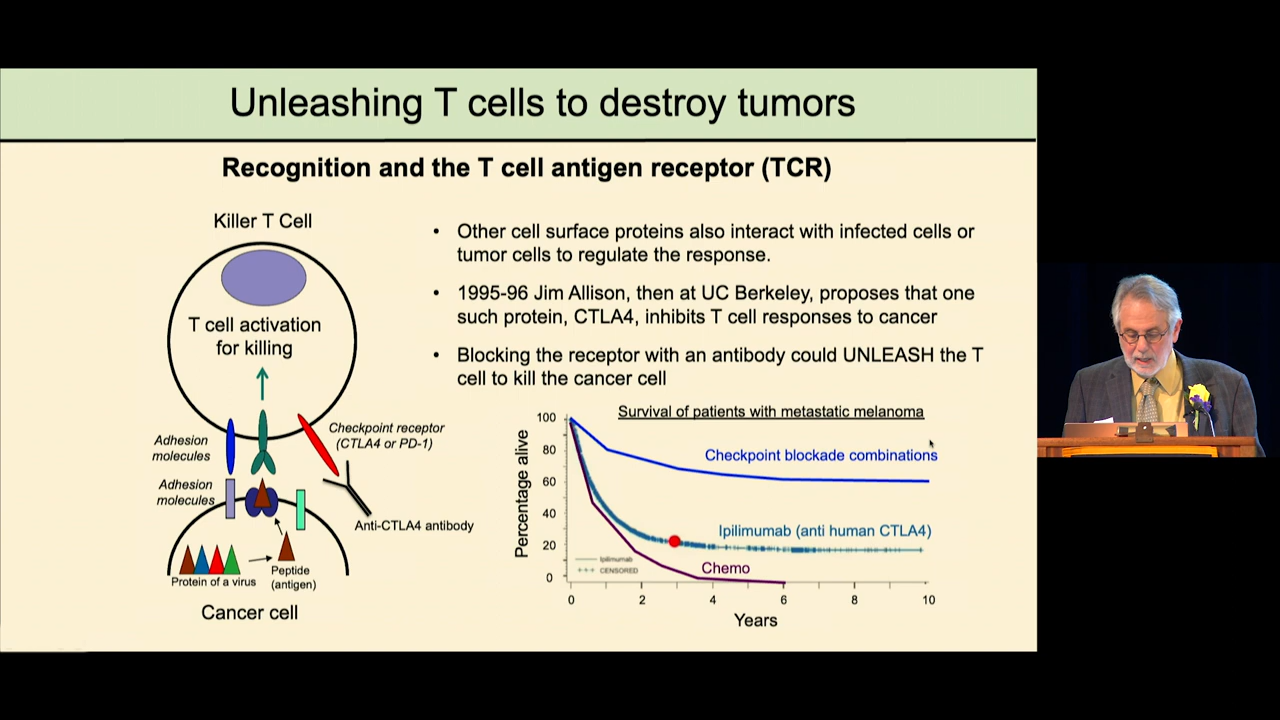 Unleashing T cells to destroy tumors
Recognition and the T cell antigen receptor (TCR)
Killer T Cell
T cell activation
for killing
Adhesion
molecules
Checkpoint receptor
(CTLA4 or PD-1)
Adhesion
molecules
Anti-CTLA4 antibody
Protein of a virus
Peptide
(antigen)
Cancer cell
• Other cell surface proteins also interact with infected cells or
tumor cells to regulate the response.
• 1995-96 Jim Allison, then at UC Berkeley, proposes that one
such protein, CTLA4, inhibits T cell responses to cancer
• Blocking the receptor with an antibody could UNLEASH the T
cell to kill the cancer cell
Survival of patients with metastatic melanoma
Percentage alive
100
80
60
40
20
0
Checkpoint blockade combinations
Ipilimumab (anti human CTLA4)
Chemo
Ipilimumab
CENSORED
0 2 4 6 8 10
Years